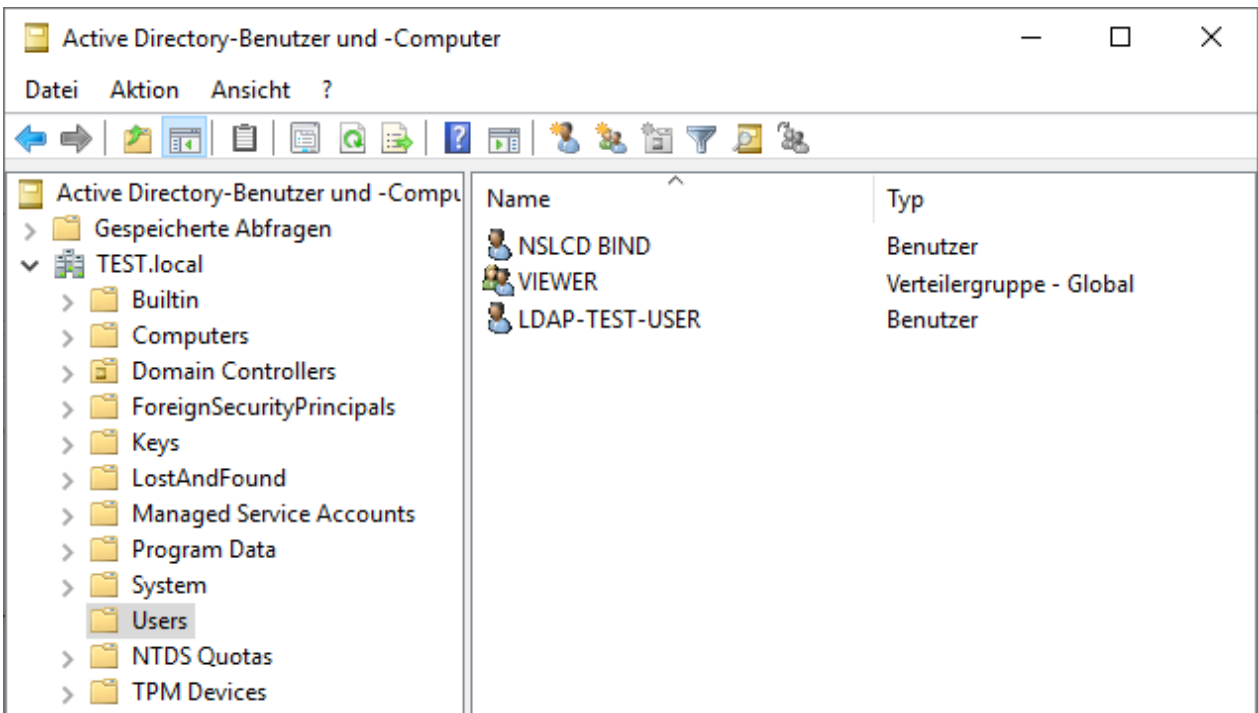 Active Directory-Benutzer und -Computer
Datei Aktion Ansicht ?
Active Directory-Benutzer und -Compu
Gespeicherte Abfragen
TEST.local
Builtin
Computers
Domain Controllers
ForeignSecurityPrincipals
Keys
LostAndFound
Managed Service Accounts
Program Data
System
Users
NTDS Quotas
TPM Devices
Name Typ
NSLCD BIND Benutzer
VIEWER Verteilergruppe - Global
LDAP-TEST-USER Benutzer